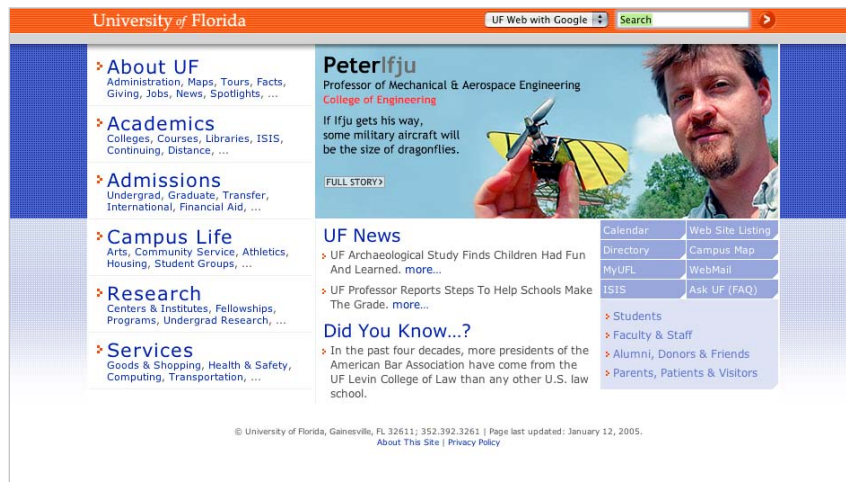 University of Florida
UF Web with Google
Search
About UF
Administration, Maps, Tours, Facts,
Giving, Jobs, News, Spotlights, ...
Academics
Colleges, Courses, Libraries, ISIS,
Continuing, Distance, ...
Admissions
Undergrad, Graduate, Transfer,
International, Financial Aid, ...
Campus Life
Arts, Community Service, Athletics,
Housing, Student Groups, ...
Research
Centers & Institutes, Fellowships,
Programs, Undergrad Research, ...
Services
Goods & Shopping, Health & Safety,
Computing, Transportation, ...
PeterIfju
Professor of Mechanical & Aerospace Engineering
College of Engineering
If Ifju gets his way,
some military aircraft will
be the size of dragonflies.
FULL STORY>
UF News
UF Archaeological Study Finds Children Had Fun
And Learned. more...
UF Professor Reports Steps To Help Schools Make
The Grade. more...
Did You Know...?
In the past four decades, more presidents of the
American Bar Association have come from the
UF Levin College of Law than any other U.S. law
school.
Calendar
Web Site Listing
Directory
Campus Map
MyUFL
WebMail
ISIS
Ask UF (FAQ)
Students
Faculty & Staff
Alumni, Donors & Friends
Parents, Patients & Visitors
© University of Florida, Gainesville, FL 32611; 352.392.3261 | Page last updated: January 12, 2005.
About This Site | Privacy Policy